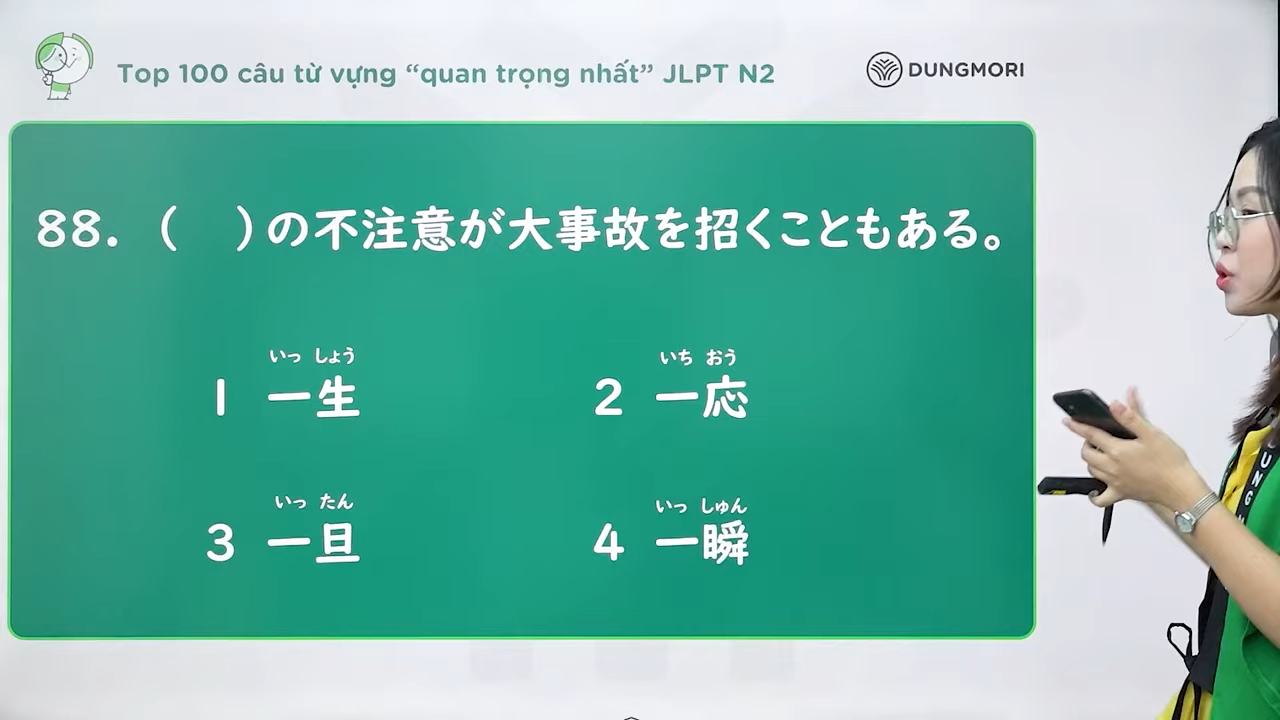 Top 100 câu từ vựng “quan trọng nhất” JLPT N2
DUNGMORI
88. (　)の不注意が大事故を招くこともある。
いっ しょう
1 一生
いち おう
2 一応
いっ たん
3 一旦
いっ しゅん
4 一瞬